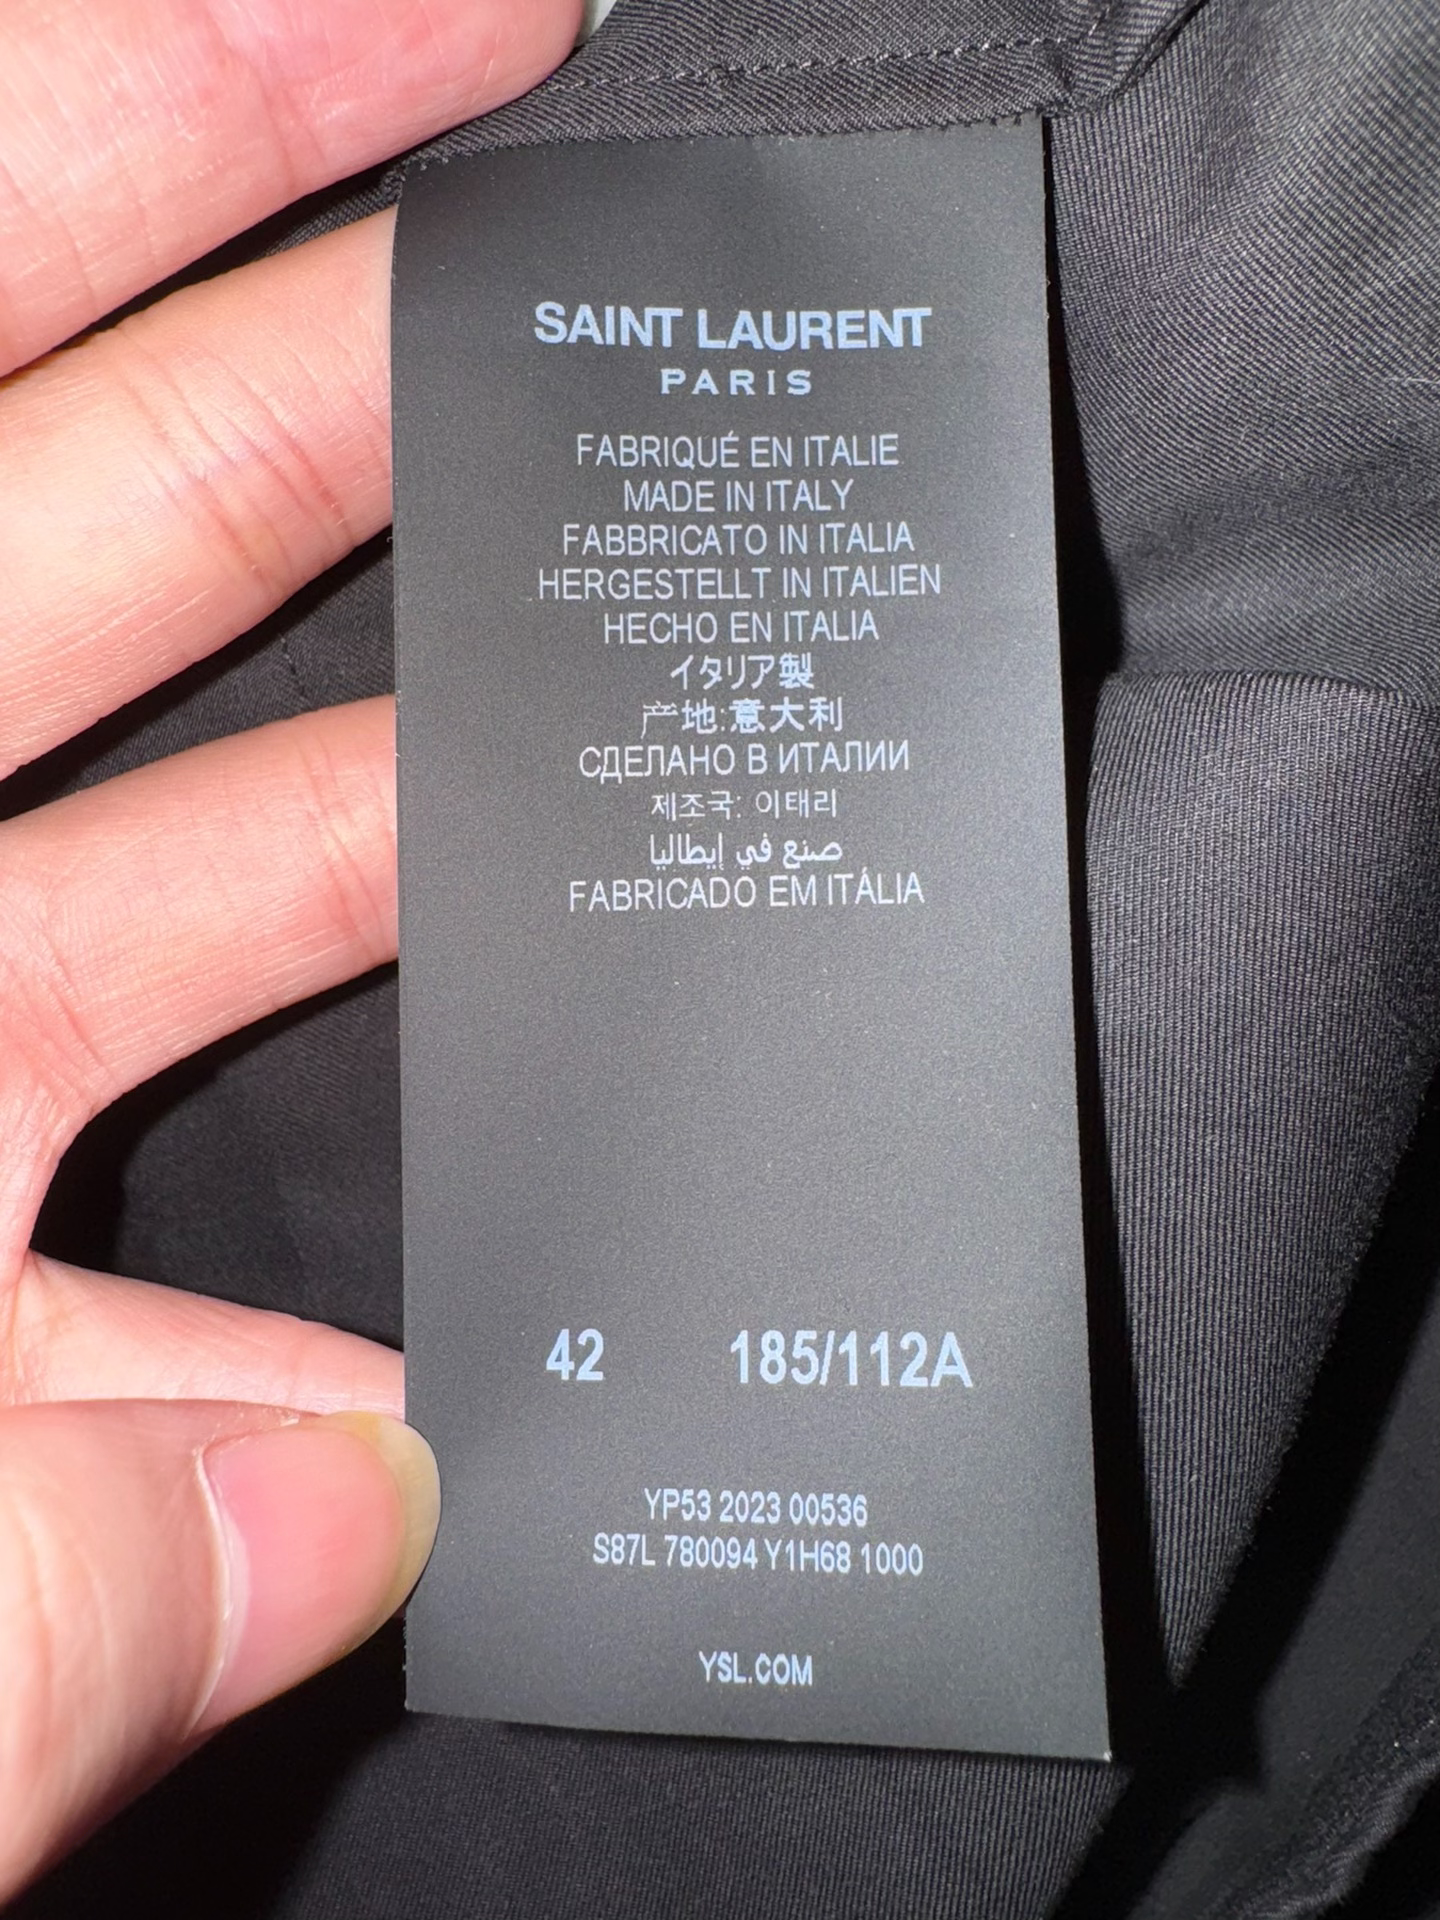 SAINT LAURENT
PARIS
FABRIQUÉ EN ITALIE
MADE IN ITALY
FABBRICATO IN ITALIA
HERGESTELLT IN ITALIEN
HECHO EN ITALIA
イタリア製
产地:意大利
СДЕЛАНО В ИТАЛИИ
제조국: 이태리
صنع في إيطاليا
FABRICADO EM ITÁLIA
42 185/112A
YP53 2023 00536
S87L 780094 Y1H68 1000
YSL.COM